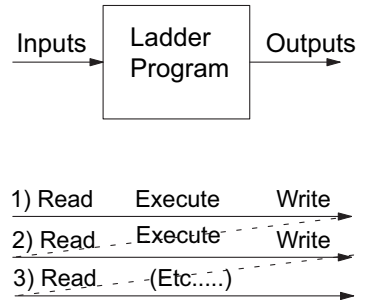 Inputs
Ladder
Program
Outputs
1) Read Execute Write
2) Read Execute Write
3) Read (Etc.....)